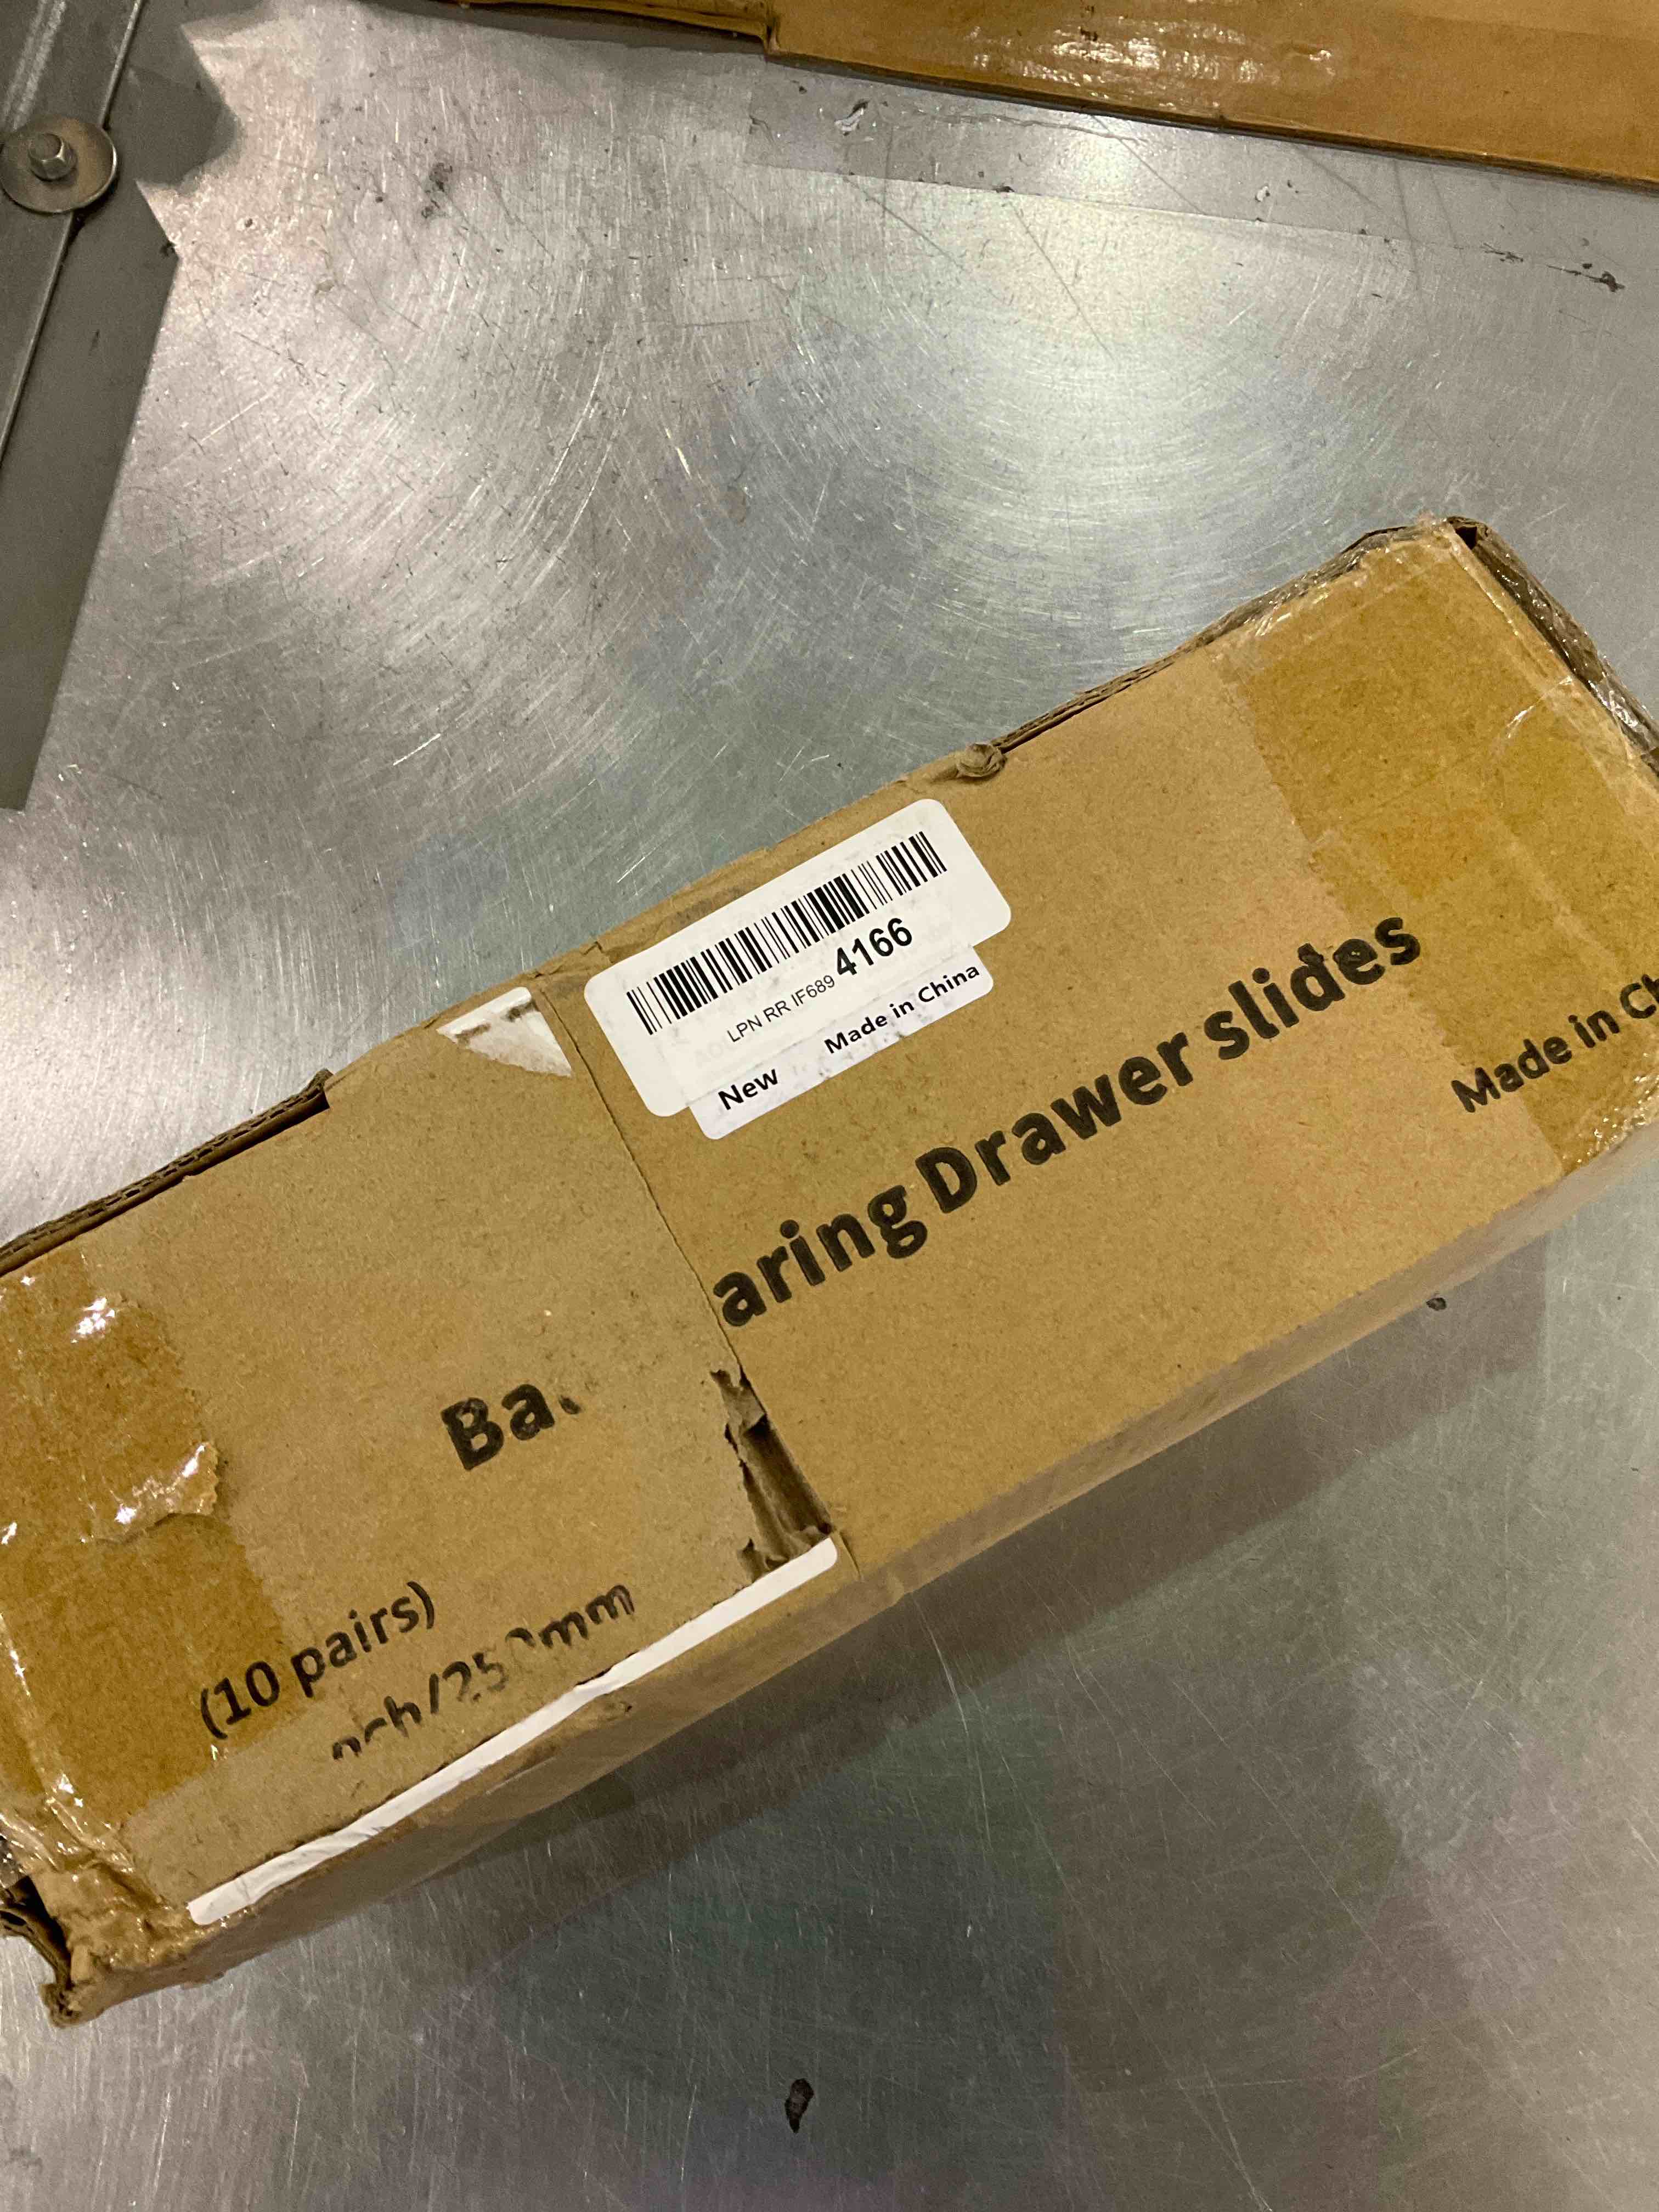 LPN RR IF689 4166
New Made in China
Ba
aring Drawer slides
Made in Ch
(10 pairs)